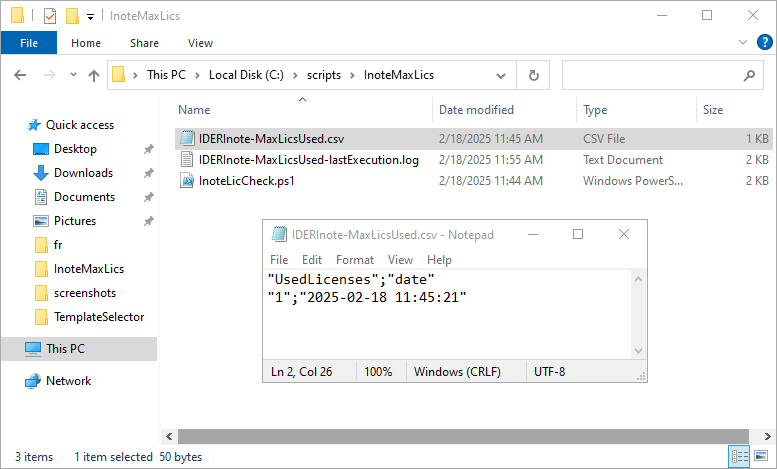 InoteMaxLics
File Home Share View
This PC Local Disk (C:) scripts InoteMaxLics
Name Date modified Type Size
Quick access
Desktop
Downloads
Documents
Pictures
fr
InoteMaxLics
screenshots
TemplateSelector
This PC
Network
IDERInote-MaxLicsUsed.csv 2/18/2025 11:45 AM CSV File 1 KB
IDERInote-MaxLicsUsed-lastExecution.log 2/18/2025 11:55 AM Text Document 2 KB
InoteLicCheck.ps1 2/18/2025 11:44 AM Windows PowerS... 2 KB
IDERInote-MaxLicsUsed.csv - Notepad
File Edit Format View Help
"UsedLicenses";"date"
"1";"2025-02-18 11:45:21"
Ln 2, Col 26 100% Windows (CRLF) UTF-8
3 items 1 item selected 50 bytes